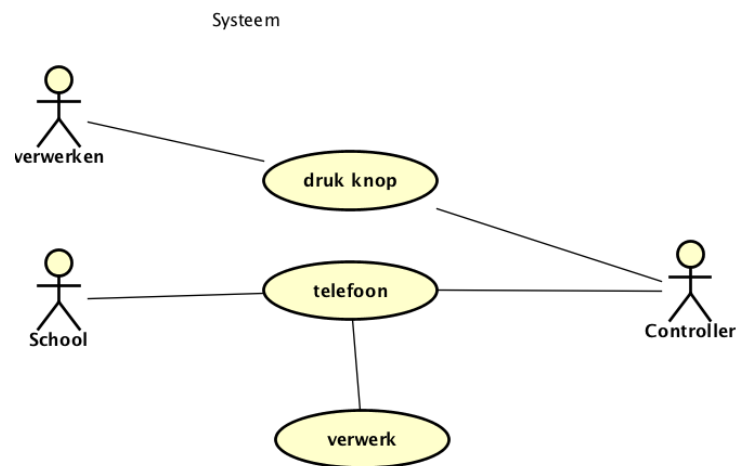 Systeem
verwerken
druk knop
telefoon
School
Controller
verwerk